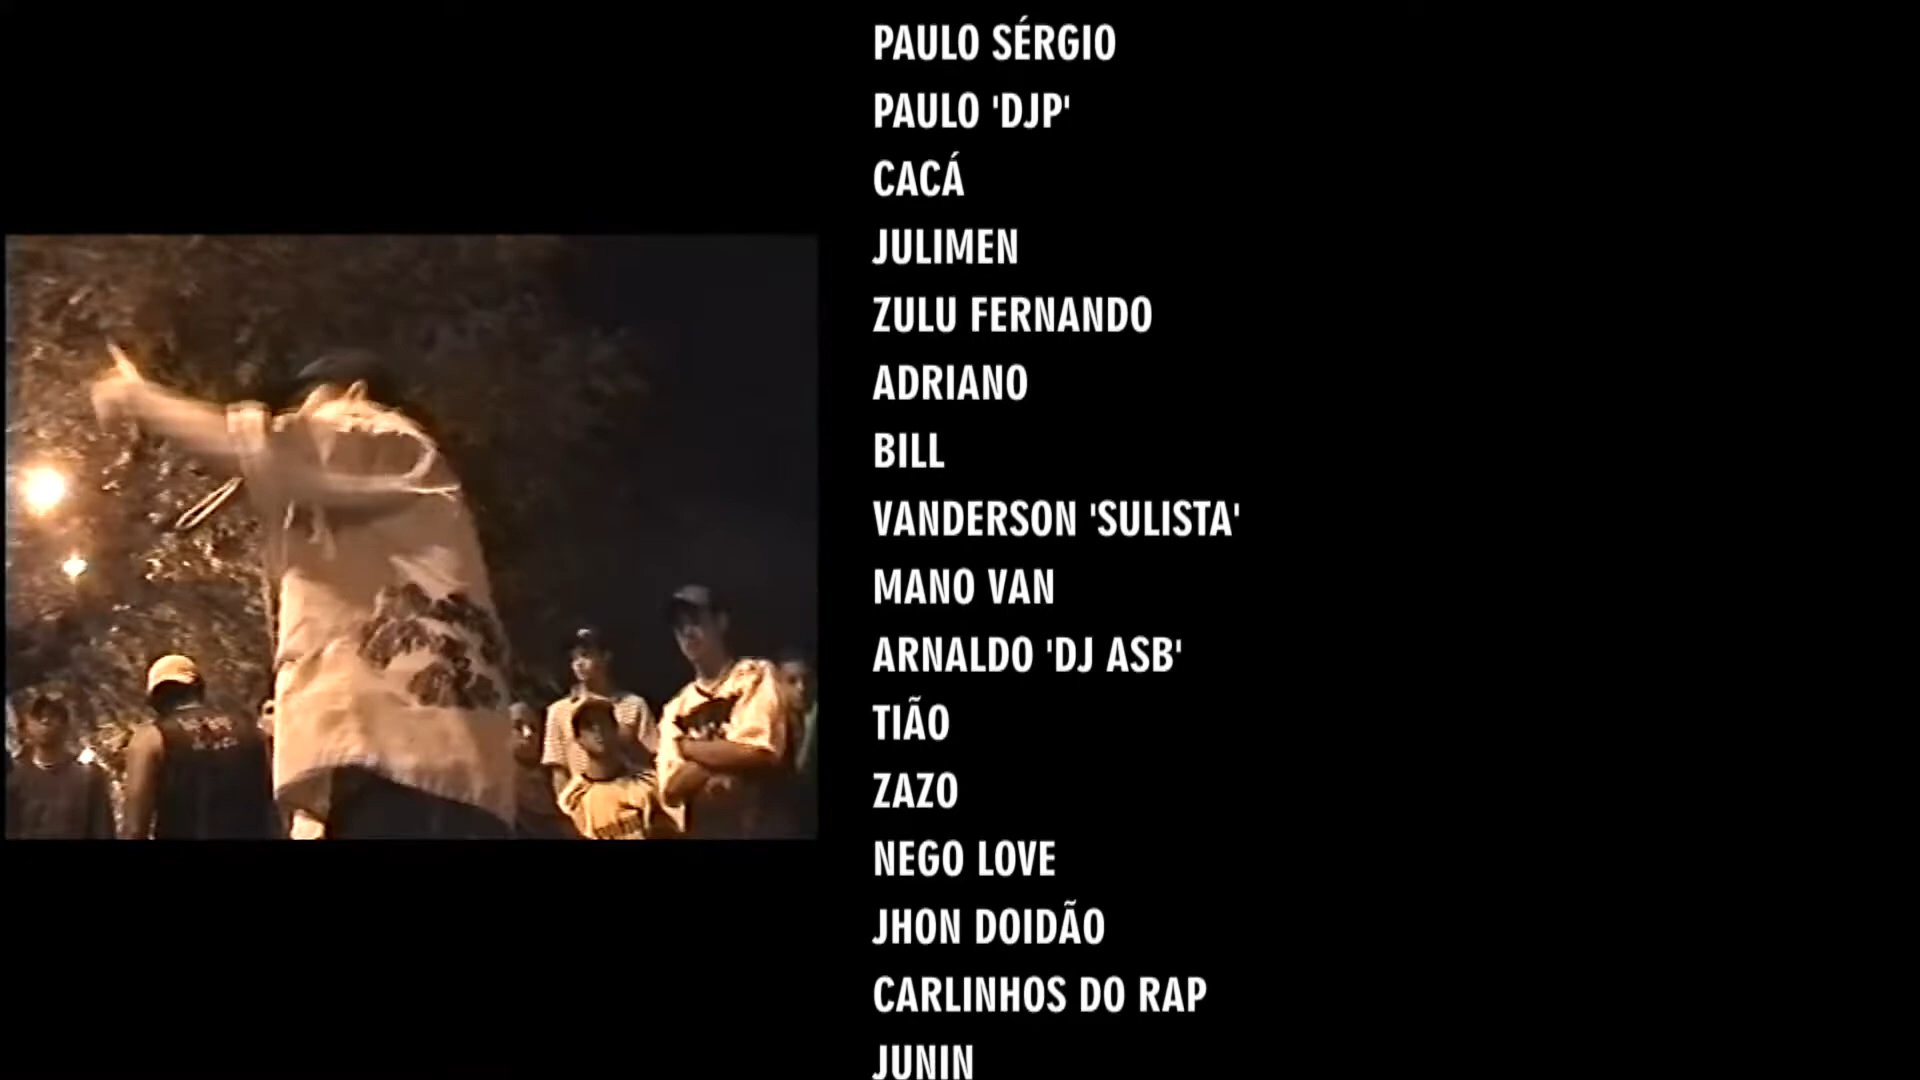 PAULO SÉRGIO
PAULO 'DJP'
CACÁ
JULIMEN
ZULU FERNANDO
ADRIANO
BILL
VANDERSON 'SULISTA'
MANO VAN
ARNALDO 'DJ ASB'
TIÃO
ZAZO
NEGO LOVE
JHON DOIDÃO
CARLINHOS DO RAP
JUNIN